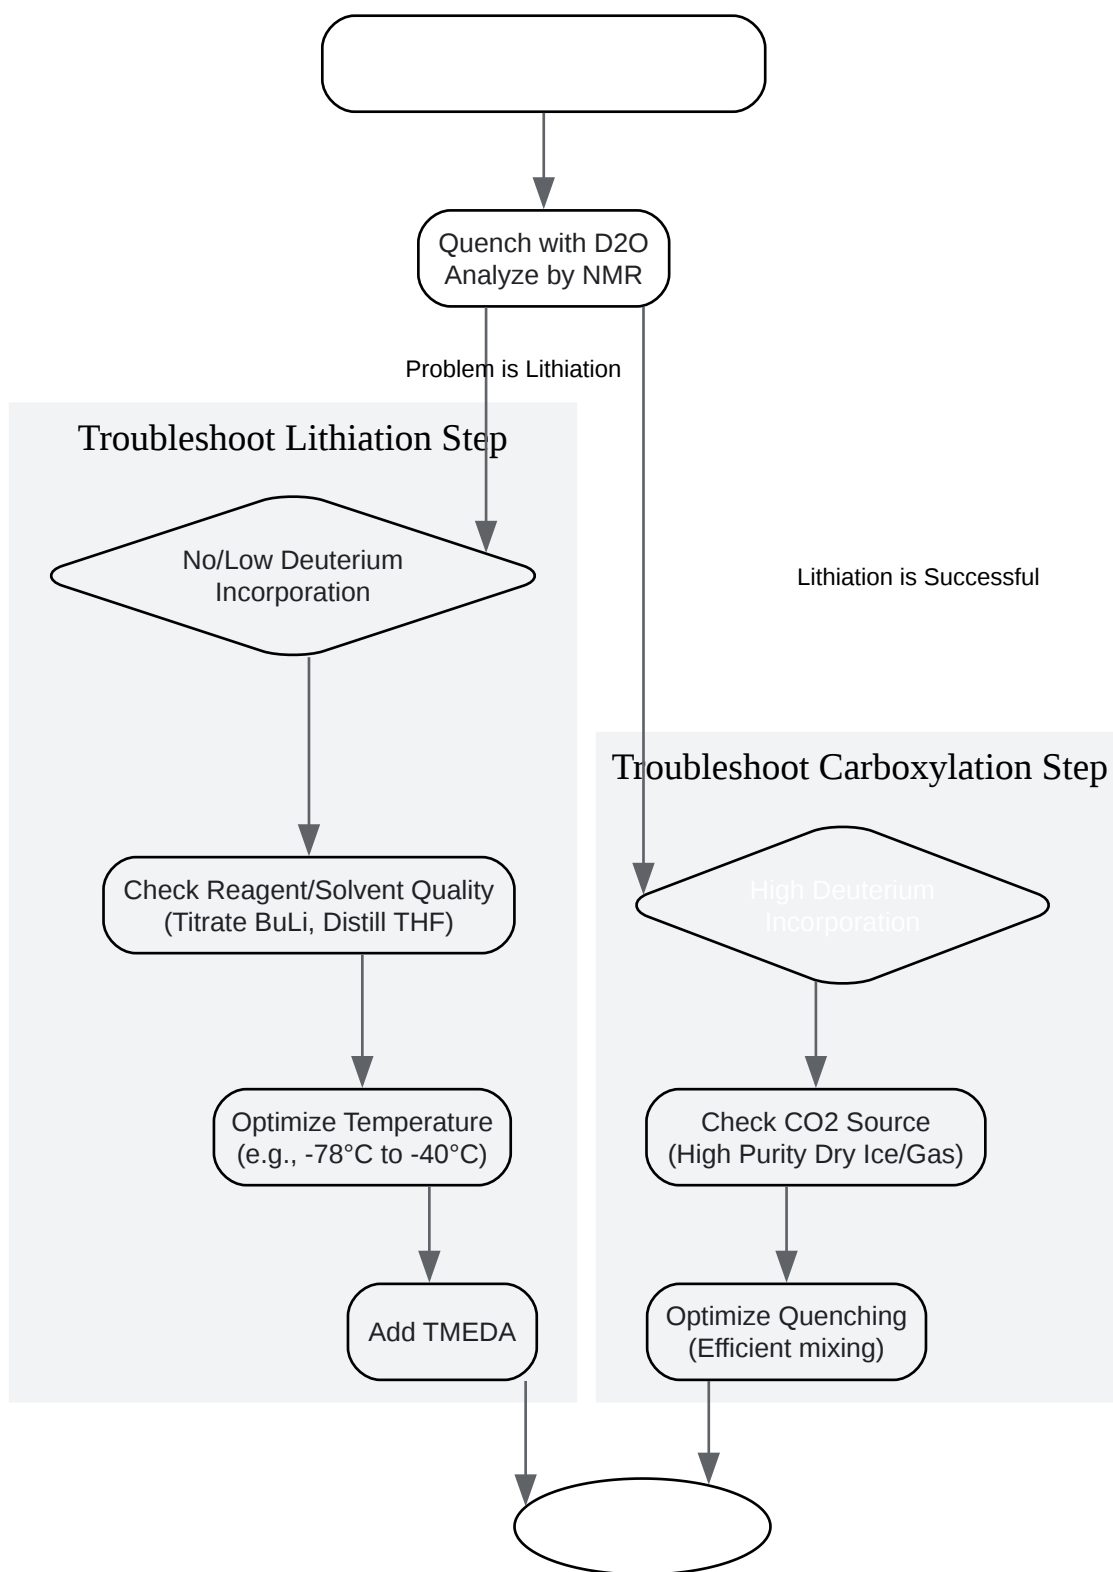 Quench with D2O
Analyze by NMR
Problem is Lithiation
Troubleshoot Lithiation Step
No/Low Deuterium
Incorporation
Lithiation is Successful
Troubleshoot Carboxylation Step
Check Reagent/Solvent Quality
(Titrate BuLi, Distill THF)
High Deuterium
Incorporation
Optimize Temperature
(e.g., -78°C to -40°C)
Check CO2 Source
(High Purity Dry Ice/Gas)
Add TMEDA
Optimize Quenching
(Efficient mixing)